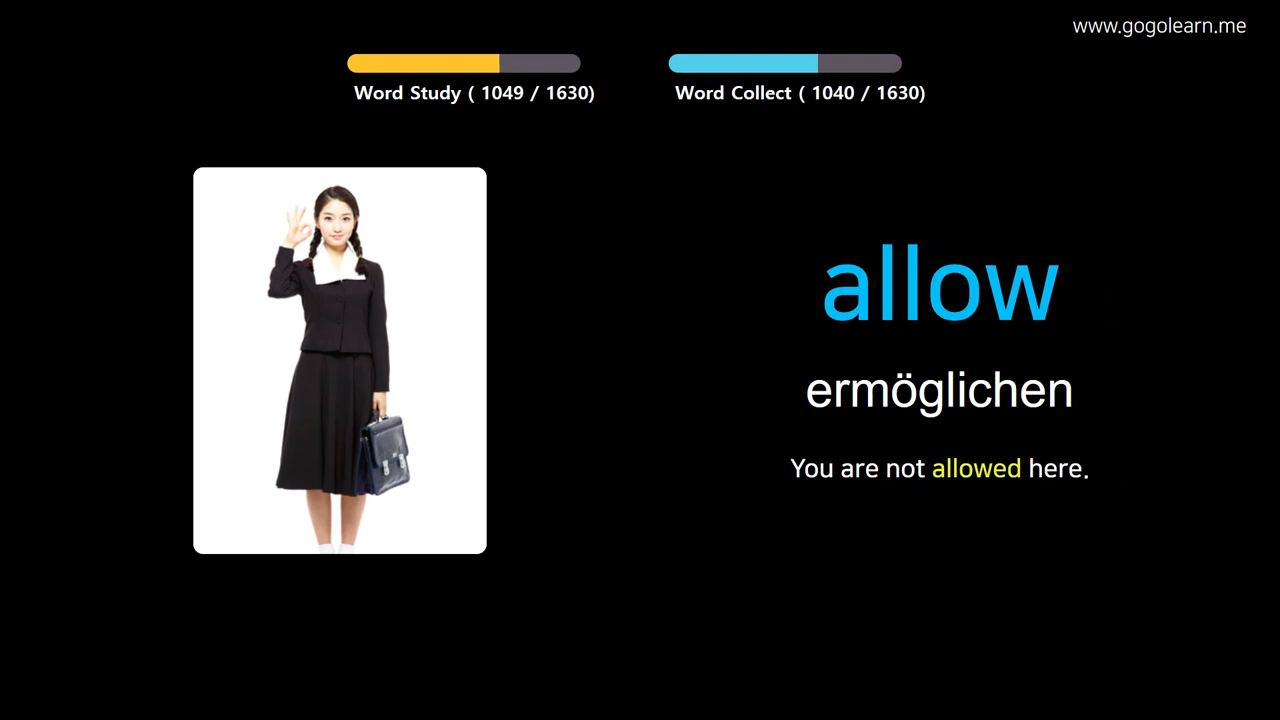 www.gogolearn.me
Word Study ( 1049 / 1630)
Word Collect ( 1040 / 1630)
allow
ermöglichen
You are not allowed here.